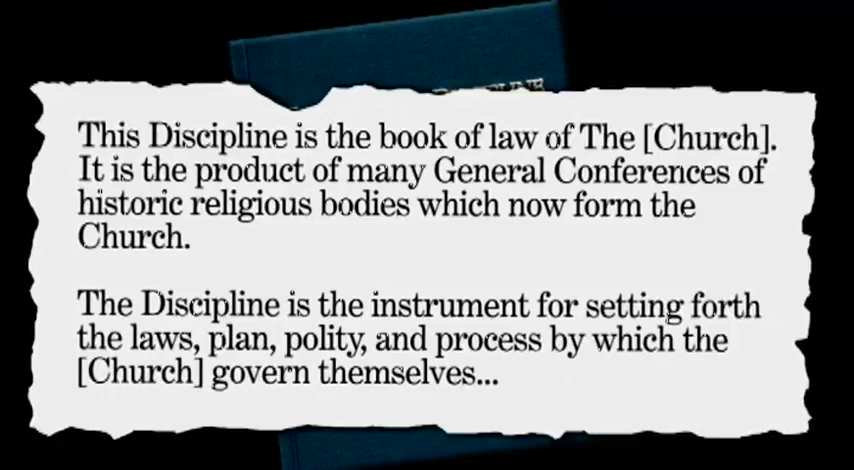 This Discipline is the book of law of The [Church].
It is the product of many General Conferences of
historic religious bodies which now form the
Church.
The Discipline is the instrument for setting forth
the laws, plan, polity, and process by which the
[Church] govern themselves...